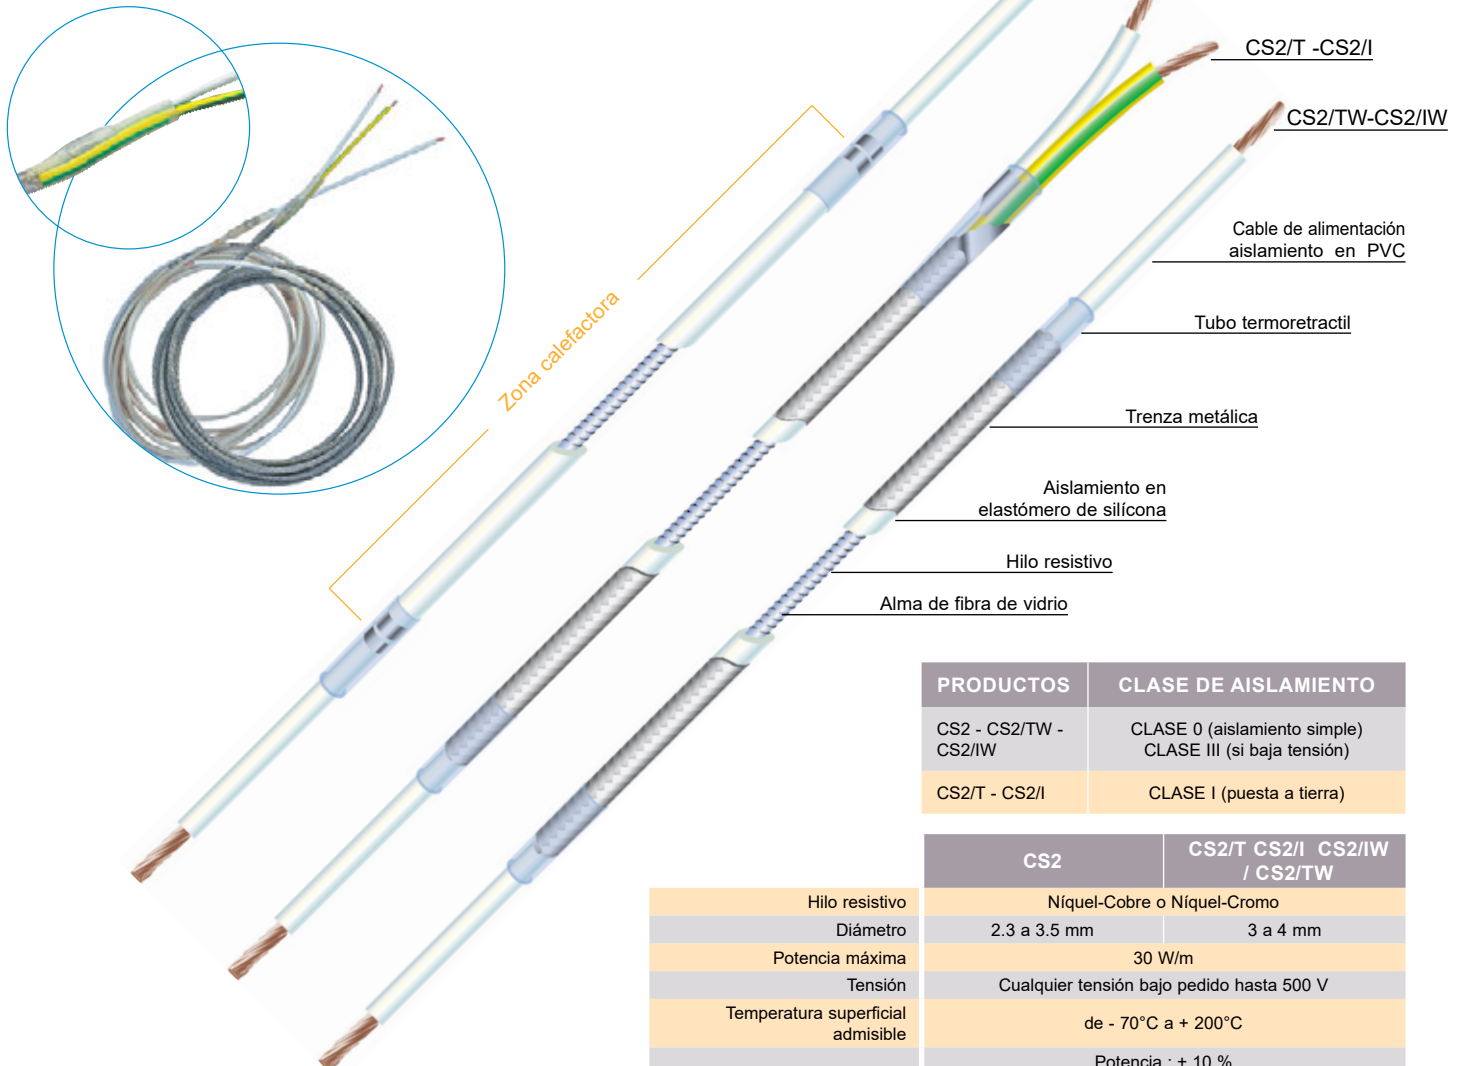 CS2/T -CS2/I
CS2/TW-CS2/IW
Cable de alimentación
aislamiento en PVC
Tubo termoretractil
Zona calefactora
Trenza metálica
Aislamiento en
elastómero de silícona
Hilo resistivo
Alma de fibra de vidrio
PRODUCTOS CLASE DE AISLAMIENTO
CS2 - CS2/TW - CLASE 0 (aislamiento simple)
CS2/IW CLASE III (si baja tensión)
CS2/T - CS2/I CLASE I (puesta a tierra)
CS2 CS2/T CS2/I CS2/IW
/ CS2/TW
Hilo resistivo Níquel-Cobre o Níquel-Cromo
Diámetro 2.3 a 3.5 mm 3 a 4 mm
Potencia máxima 30 W/m
Tensión Cualquier tensión bajo pedido hasta 500 V
Temperatura superficial
admisible de - 70°C a + 200°C
Potencia : ± 10 %